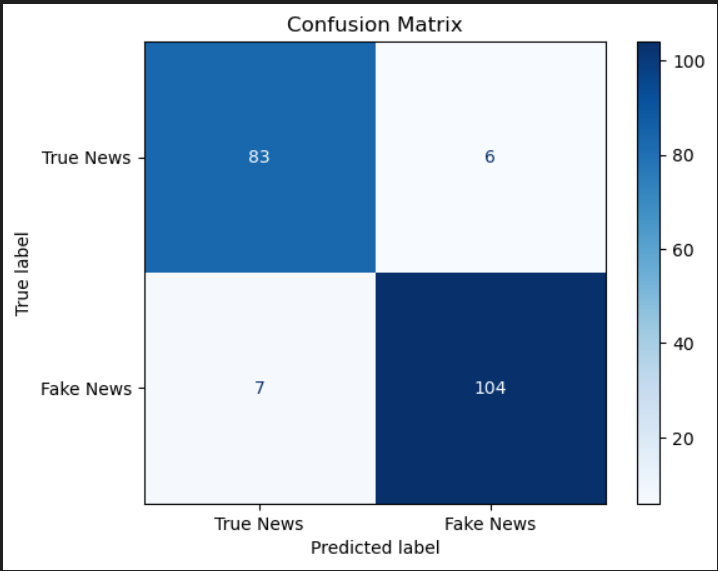 Confusion Matrix
True News
83
6
Fake News
7
104
True label
True News
Fake News
Predicted label
100
80
60
40
20